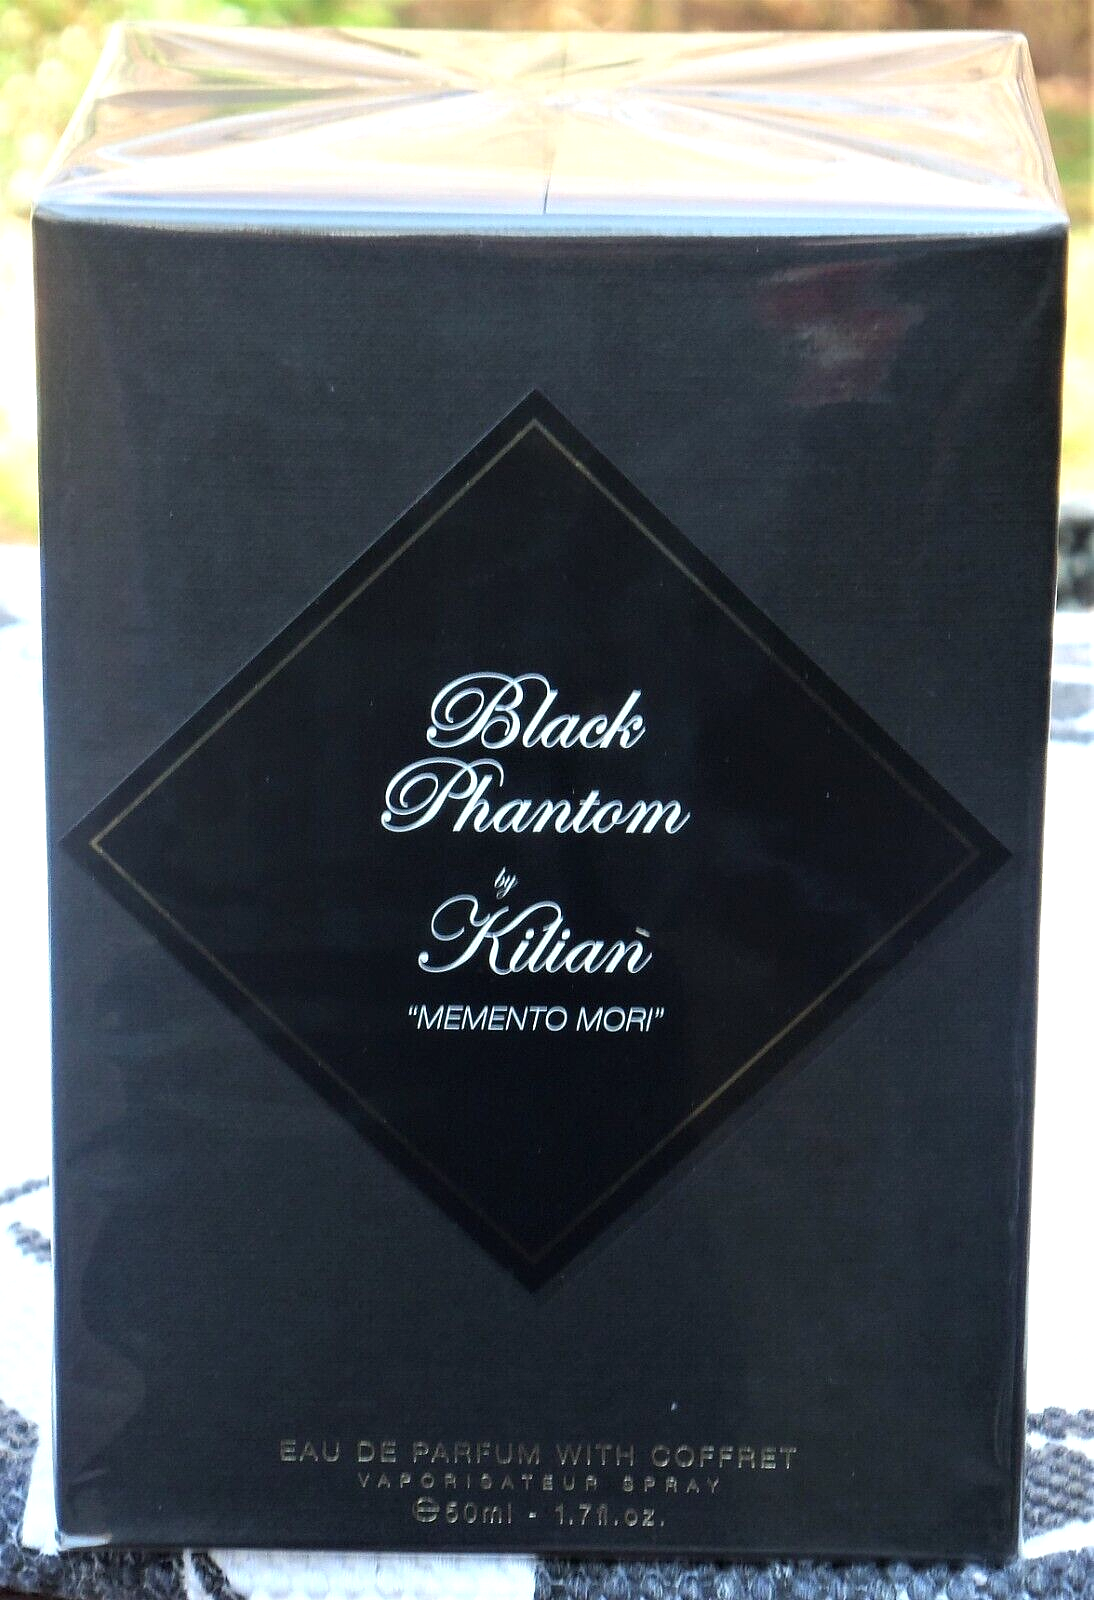 Black
Phantom
by
Kilian
“MEMENTO MORI”
EAU DE PARFUM WITH COFFRET
VAPORISATEUR SPRAY
℮50ml - 1.7fl.oz.